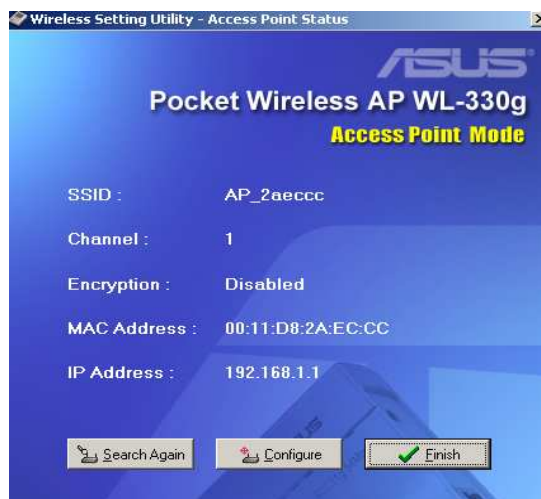 Wireless Setting Utility - Access Point Status
ASUS
Pocket Wireless AP WL-330g
Access Point Mode
SSID : AP_2aeccc
Channel : 1
Encryption : Disabled
MAC Address : 00:11:D8:2A:EC:CC
IP Address : 192.168.1.1
Search Again Configure Finish